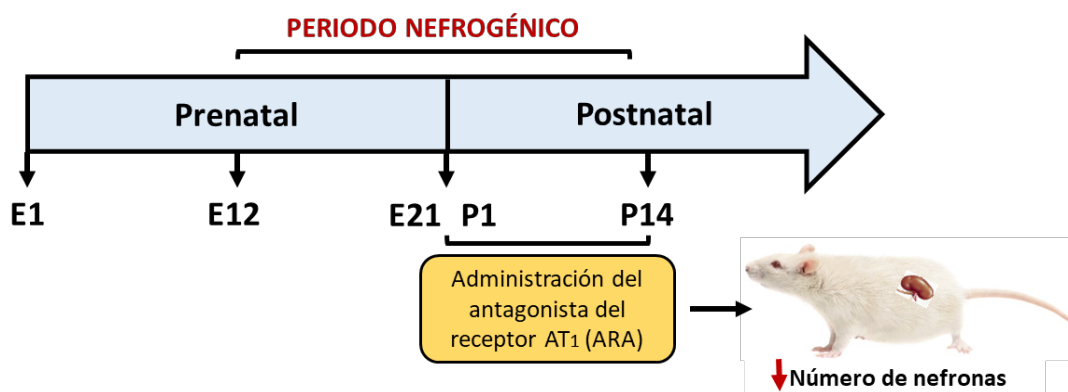 PERIODO NEFROGÉNICO
Prenatal
Postnatal
E1
E12
E21
P1
P14
Administración del
antagonista del
receptor AT1 (ARA)
Número de nefronas